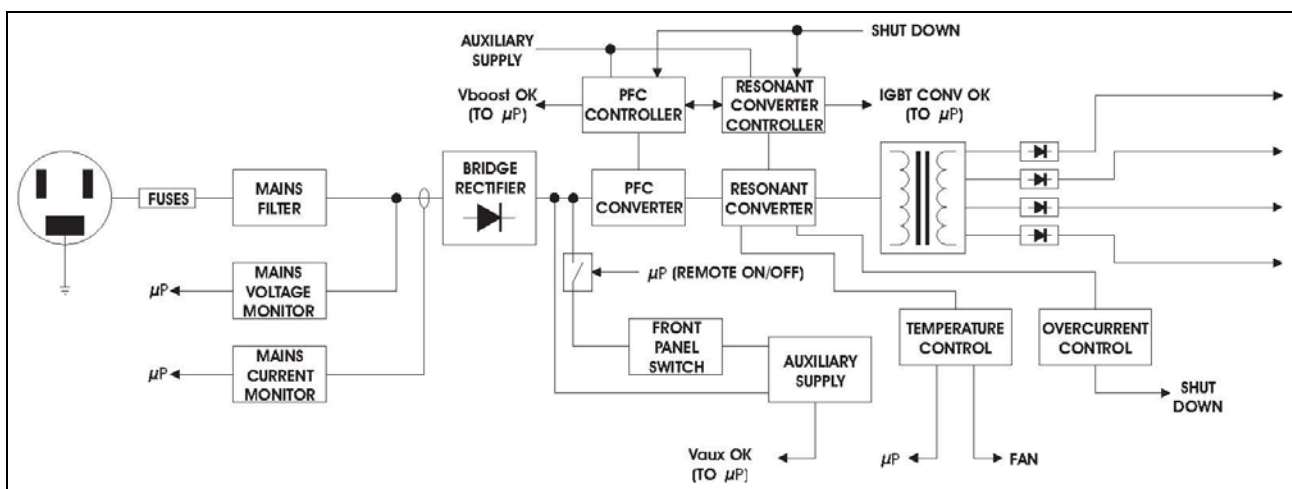 AUXILIARY
SUPPLY
SHUT DOWN
Vboost OK
(TO µP)
PFC
CONTROLLER
RESONANT
CONVERTER
CONTROLLER
IGBT CONV OK
(TO µP)
FUSES
MAINS
FILTER
BRIDGE
RECTIFIER
PFC
CONVERTER
RESONANT
CONVERTER
µP
MAINS
VOLTAGE
MONITOR
µP (REMOTE ON/OFF)
µP
MAINS
CURRENT
MONITOR
FRONT
PANEL
SWITCH
AUXILIARY
SUPPLY
TEMPERATURE
CONTROL
OVERCURRENT
CONTROL
SHUT
DOWN
Vaux OK
(TO µP)
µP
FAN